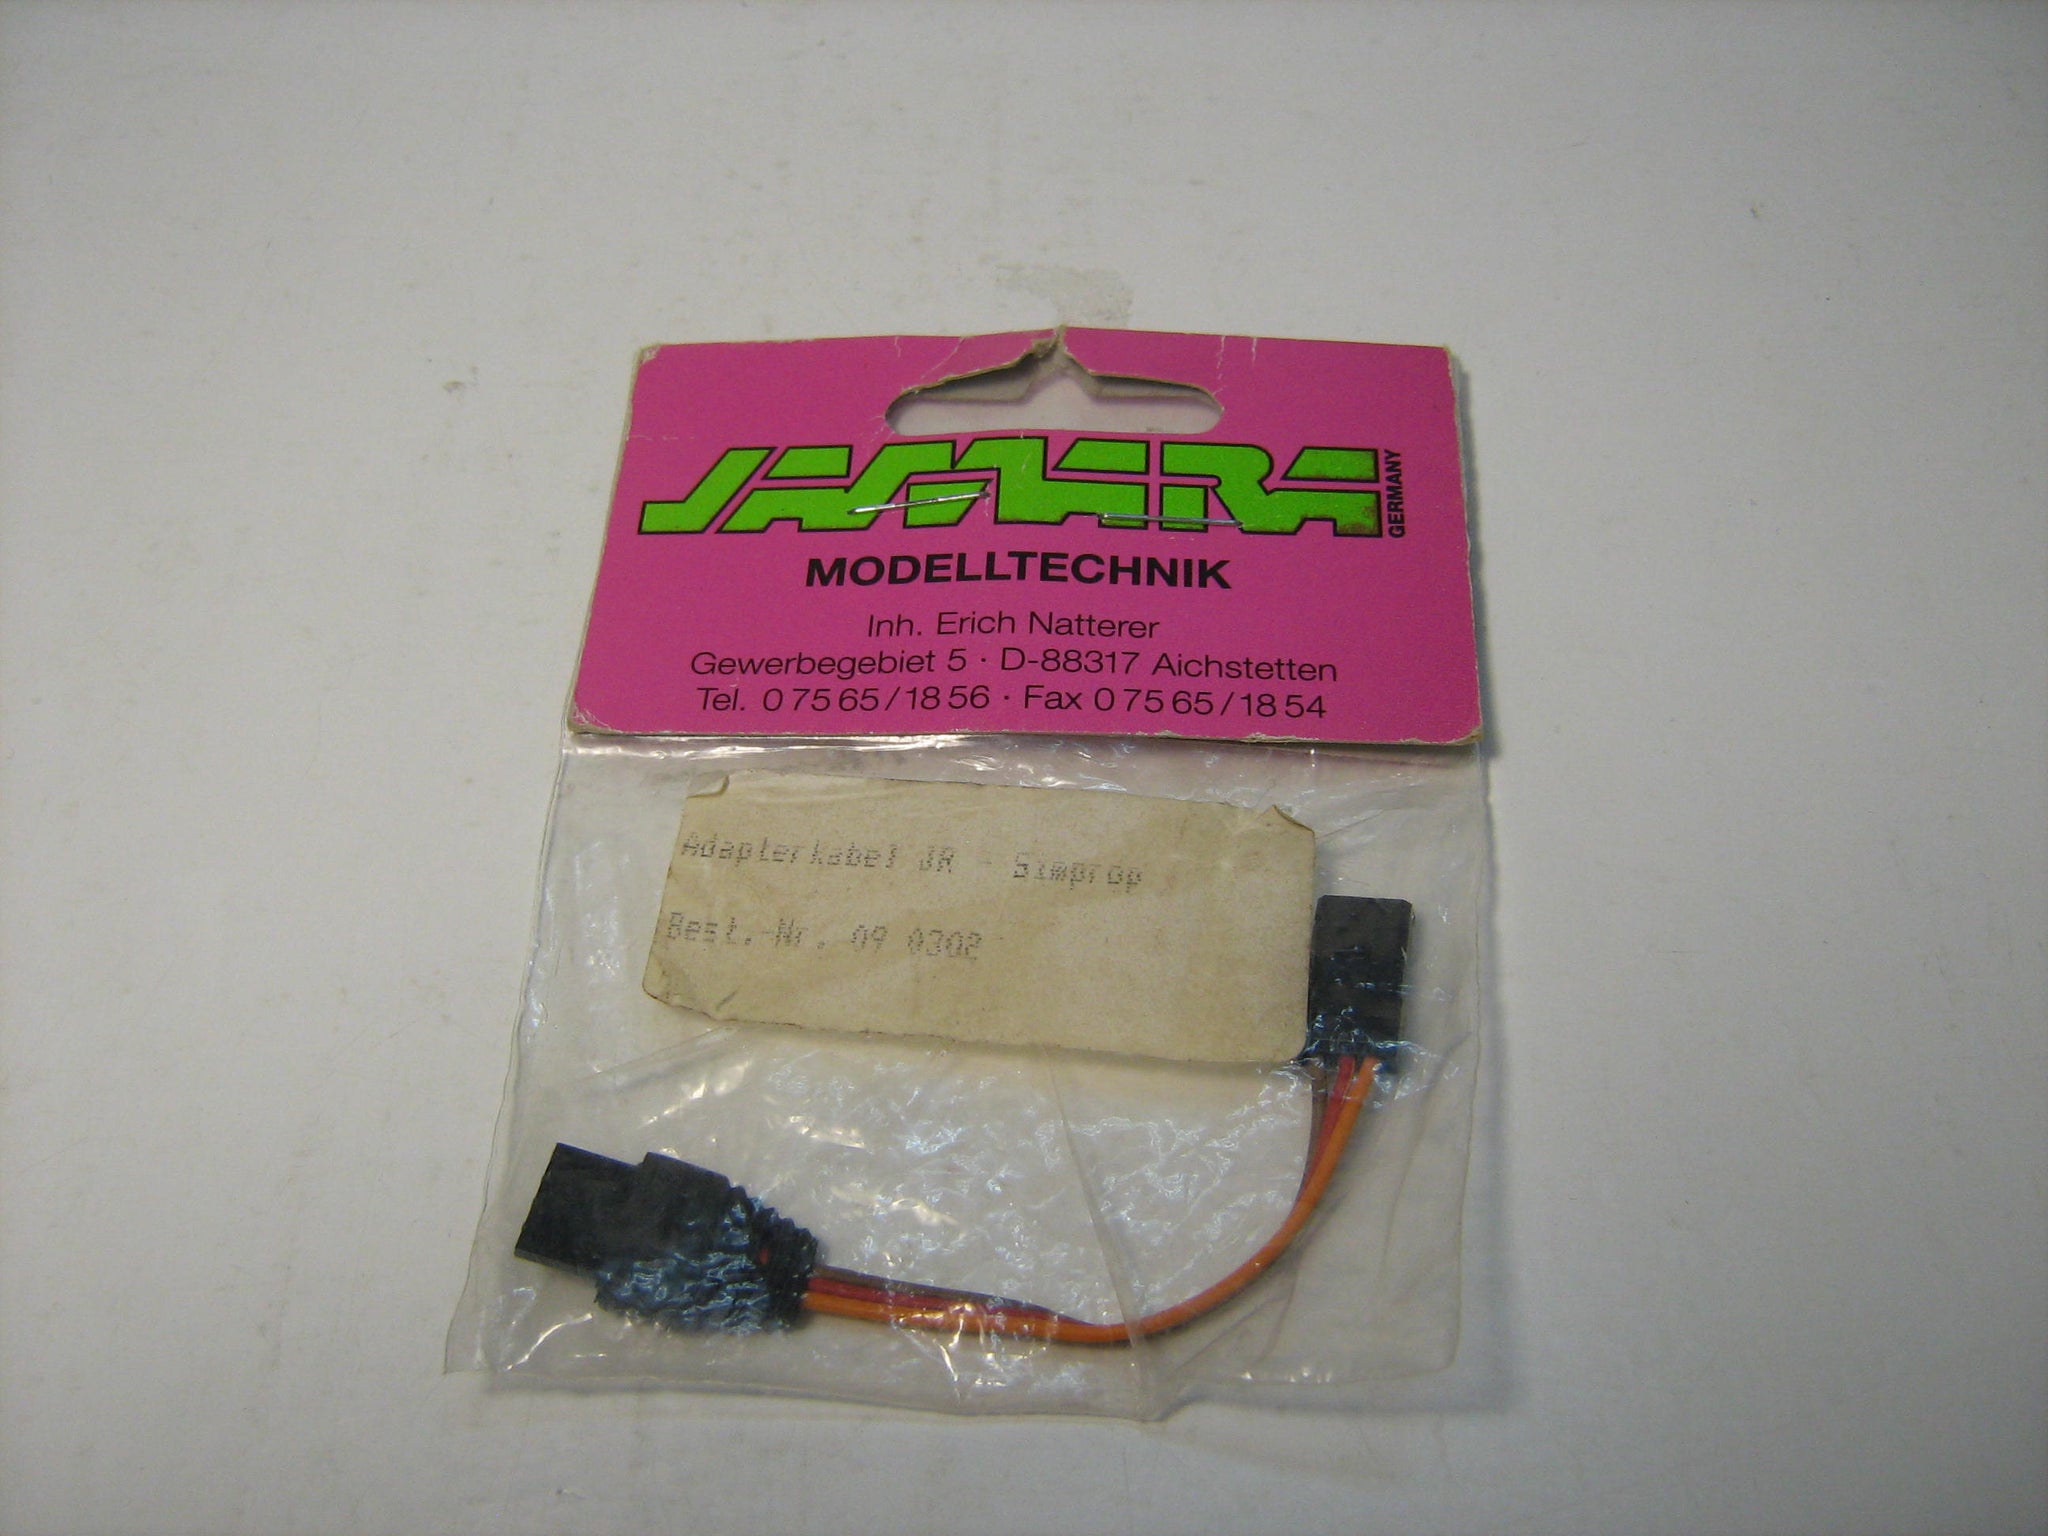 JAMARA
GERMANY
MODELLTECHNIK
Inh. Erich Natterer
Gewerbegebiet 5 · D-88317 Aichstetten
Tel. 0 75 65 / 18 56 · Fax 0 75 65 / 18 54
Adapterkabel JR - Simprop
Best.-Nr. 09 0302